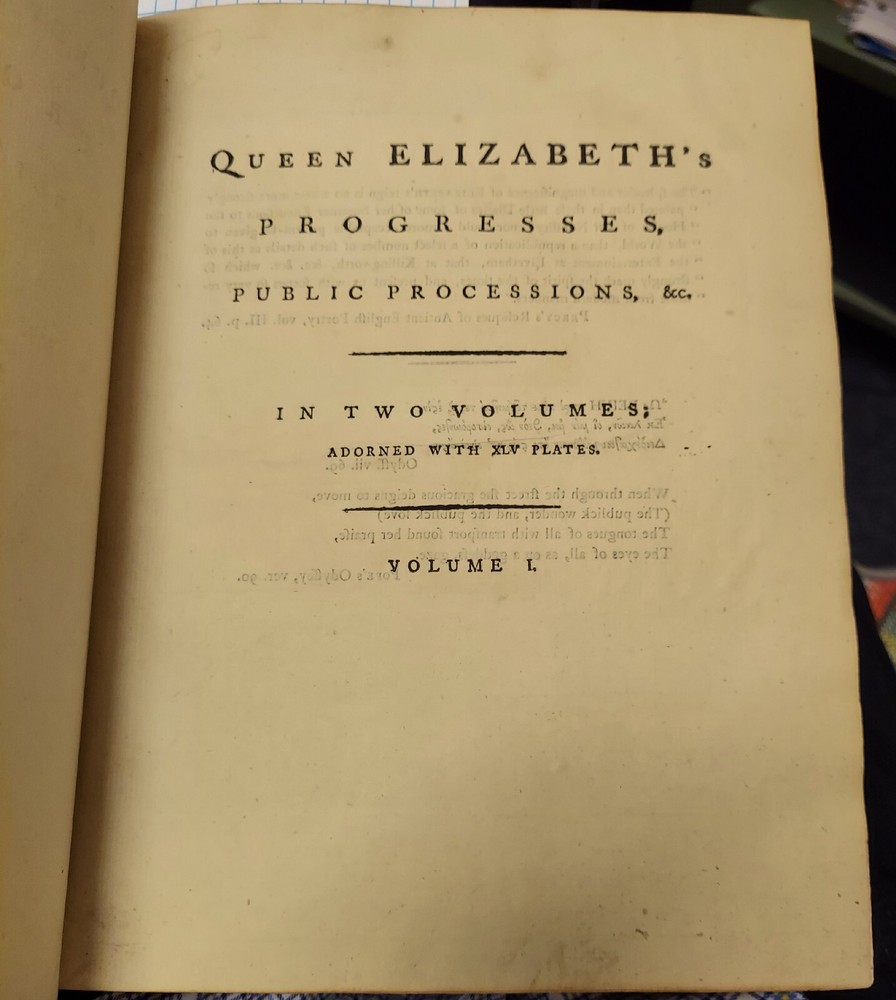 QUEEN ELIZABETH's
PROGRESSES,
PUBLIC PROCESSIONS, &c.
IN TWO VOLUMES;
ADORNED WITH XLV PLATES.
VOLUME I.